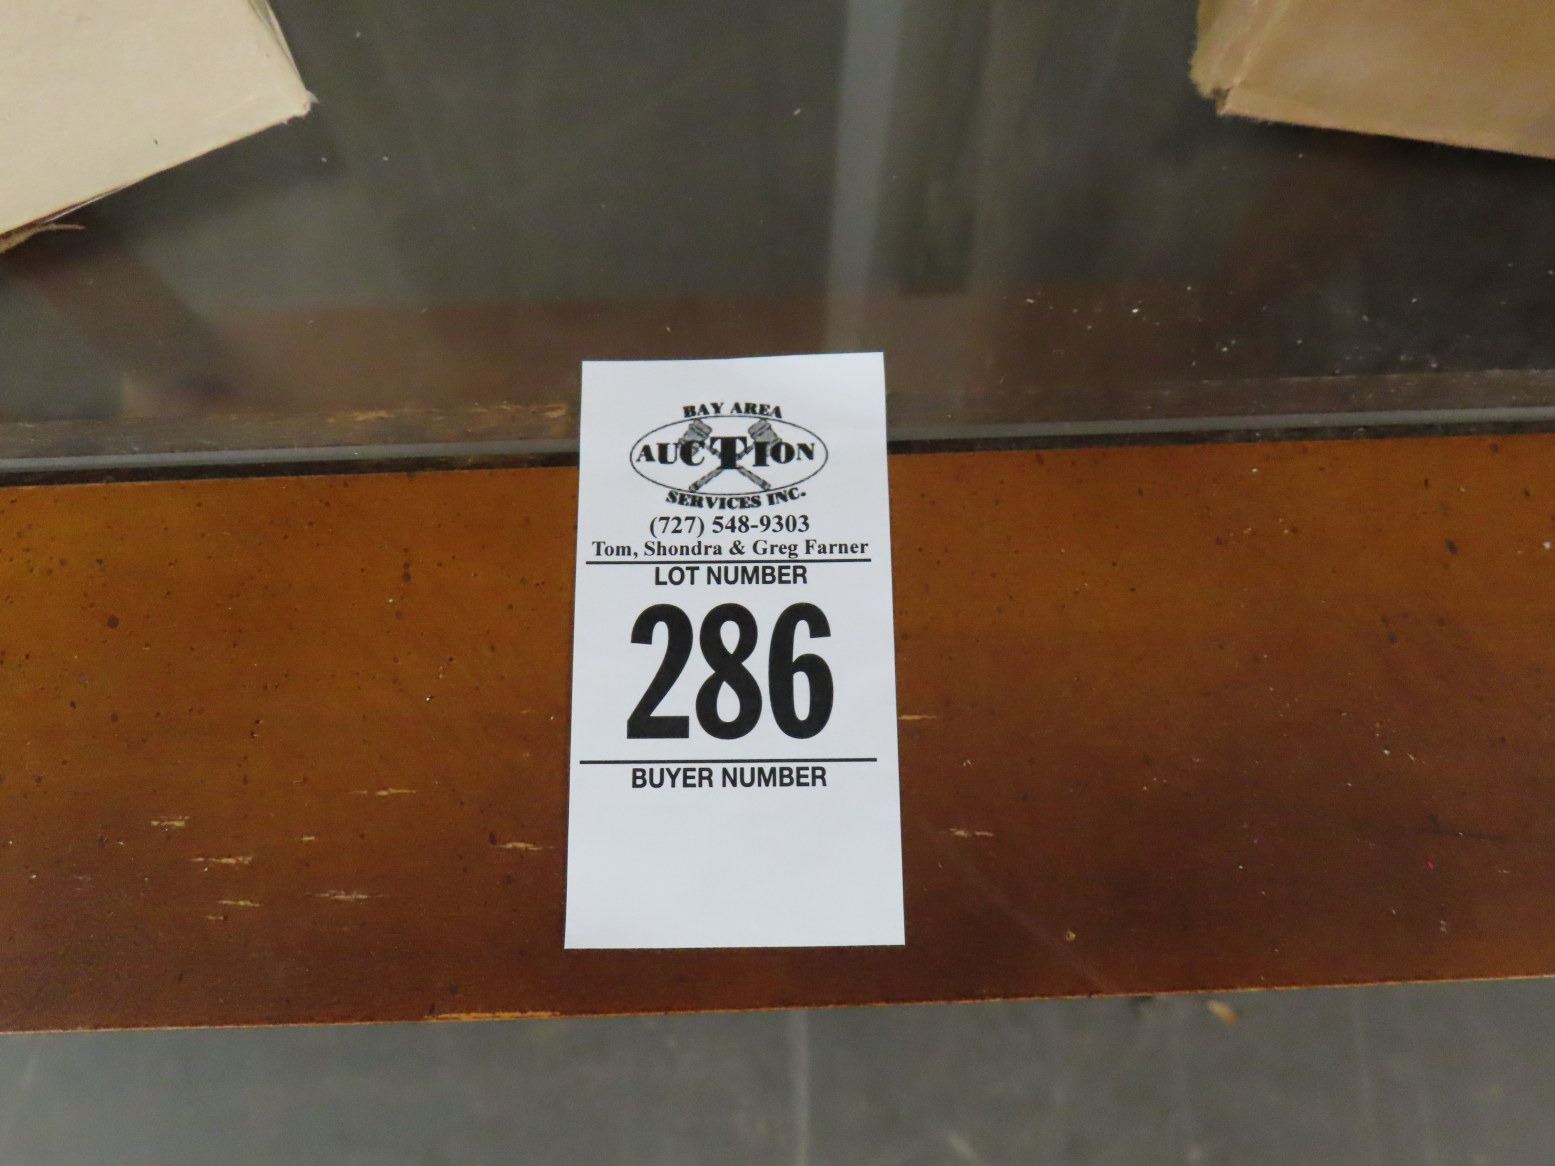 BAY AREA
AUCTION
SERVICES INC.
(727) 548-9303
Tom, Shondra & Greg Farner
LOT NUMBER
286
BUYER NUMBER